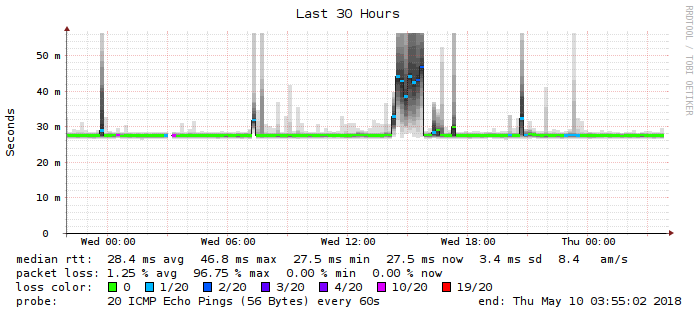 Last 30 Hours
RRDTOOL / TOBI OETIKER
Seconds
50 m
40 m
30 m
20 m
10 m
0
Wed 00:00 Wed 06:00 Wed 12:00 Wed 18:00 Thu 00:00
median rtt: 28.4 ms avg 46.8 ms max 27.5 ms min 27.5 ms now 3.4 ms sd 8.4 am/s
packet loss: 1.25 % avg 96.75 % max 0.00 % min 0.00 % now
loss color: 0 1/20 2/20 3/20 4/20 10/20 19/20
probe: 20 ICMP Echo Pings (56 Bytes) every 60s end: Thu May 10 03:55:02 2018